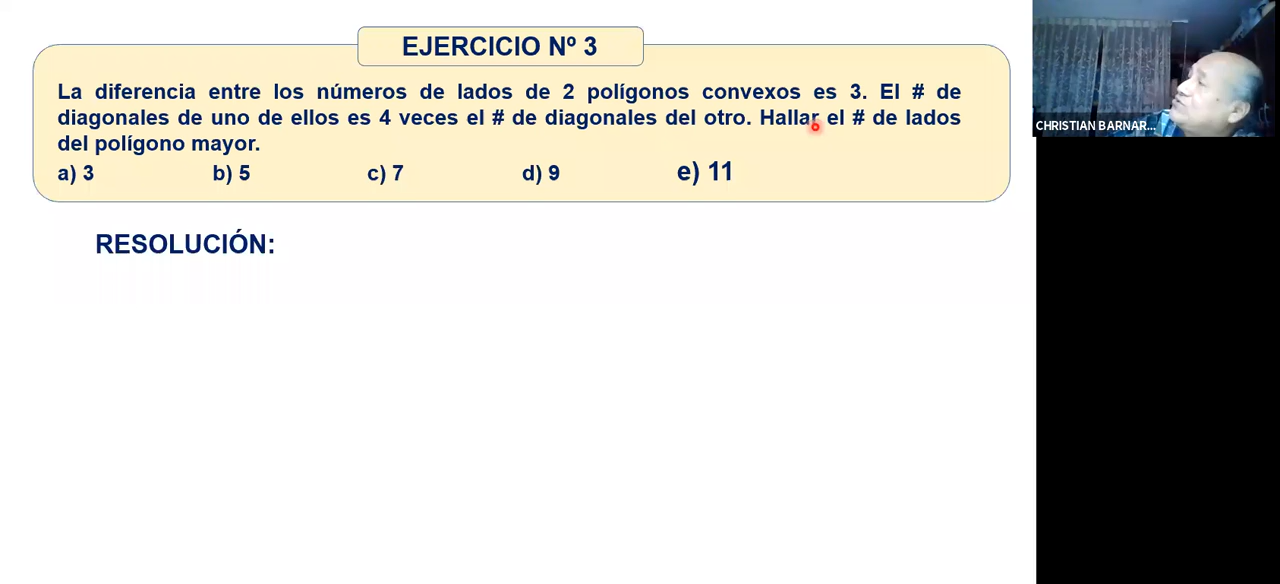 EJERCICIO Nº 3
La diferencia entre los números de lados de 2 polígonos convexos es 3. El # de
diagonales de uno de ellos es 4 veces el # de diagonales del otro. Hallar el # de lados
del polígono mayor.
a) 3 b) 5 c) 7 d) 9 e) 11
RESOLUCIÓN:
CHRISTIAN BARNAR...